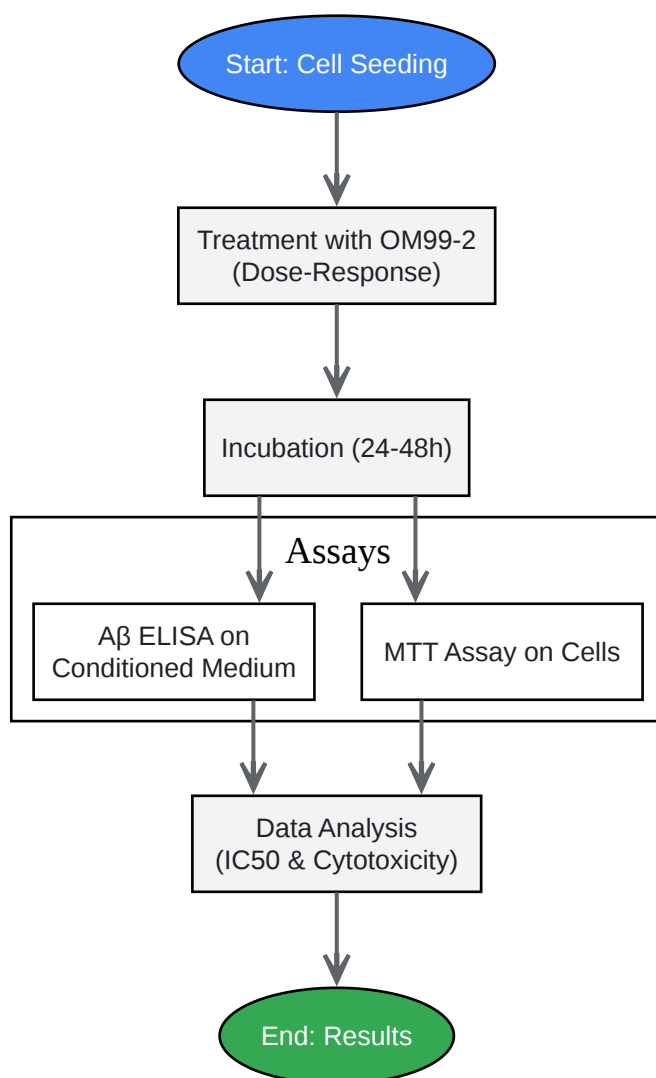 Start: Cell Seeding
Treatment with OM99-2
(Dose-Response)
Incubation (24-48h)
Assays
Aβ ELISA on
Conditioned Medium
MTT Assay on Cells
Data Analysis
(IC50 & Cytotoxicity)
End: Results